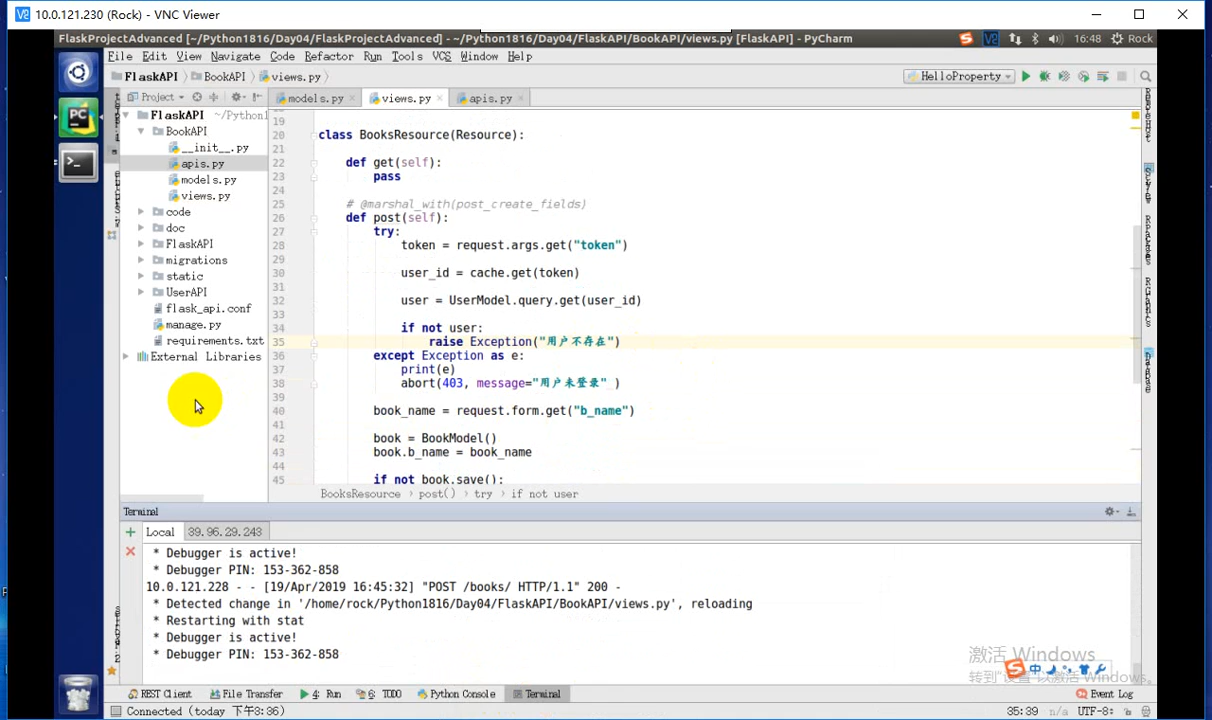 10.0.121.230 (Rock) - VNC Viewer
FlaskProjectAdvanced [~/Python1816/Day04/FlaskProjectAdvanced] - ~/Python1816/Day04/FlaskAPI/BookAPI/views.py [FlaskAPI] - PyCharm
16:48 Rock
File Edit View Navigate Code Refactor Run Tools VCS Window Help
FlaskAPI BookAPI views.py
HelloProperty
Project
models.py views.py apis.py
FlaskAPI ~/Python1
BookAPI
__init__.py
apis.py
models.py
views.py
code
doc
FlaskAPI
migrations
static
UserAPI
flask_api.conf
manage.py
requirements.txt
External Libraries
19
20 class BooksResource(Resource):
21
22 def get(self):
23 pass
24
25 # @marshal_with(post_create_fields)
26 def post(self):
27 try:
28 token = request.args.get("token")
29
30 user_id = cache.get(token)
31
32 user = UserModel.query.get(user_id)
33
34 if not user:
35 raise Exception("用户不存在")
36 except Exception as e:
37 print(e)
38 abort(403, message="用户未登录" )
39
40 book_name = request.form.get("b_name")
41
42 book = BookModel()
43 book.b_name = book_name
44
45 if not book.save():
BooksResource › post() › try › if not user
Terminal
Local 39.96.29.243
* Debugger is active!
* Debugger PIN: 153-362-858
10.0.121.228 - - [19/Apr/2019 16:45:32] "POST /books/ HTTP/1.1" 200 -
* Detected change in '/home/rock/Python1816/Day04/FlaskAPI/BookAPI/views.py', reloading
* Restarting with stat
* Debugger is active!
* Debugger PIN: 153-362-858
激活 Windows
转到"设置"以激活 Windows。
REST Client File Transfer 4: Run 6: TODO Python Console Terminal Event Log
Connected (today 下午3:36) 35:39 n/a UTF-8